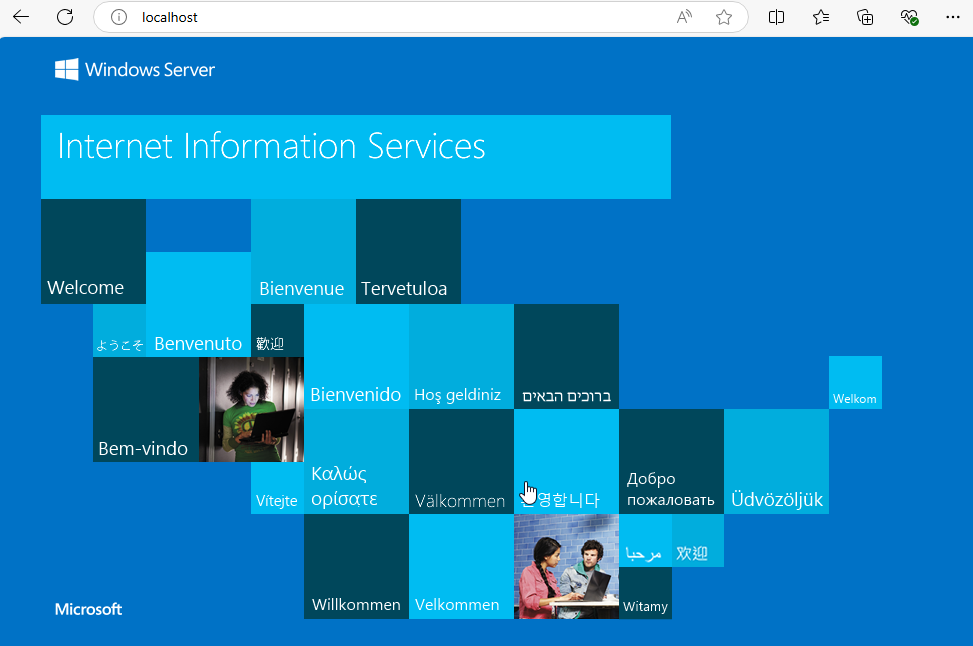 localhost
Windows Server
Internet Information Services
Welcome
Bienvenue
Tervetuloa
ようこそ
Benvenuto
歡迎
Bienvenido
Hoş geldiniz
ברוכים הבאים
Welkom
Bem-vindo
Vítejte
Καλώς
ορίσατε
Välkommen
영합니다
Добро
пожаловать
Üdvözöljük
Willkommen
Velkommen
مرحبا
欢迎
Witamy
Microsoft